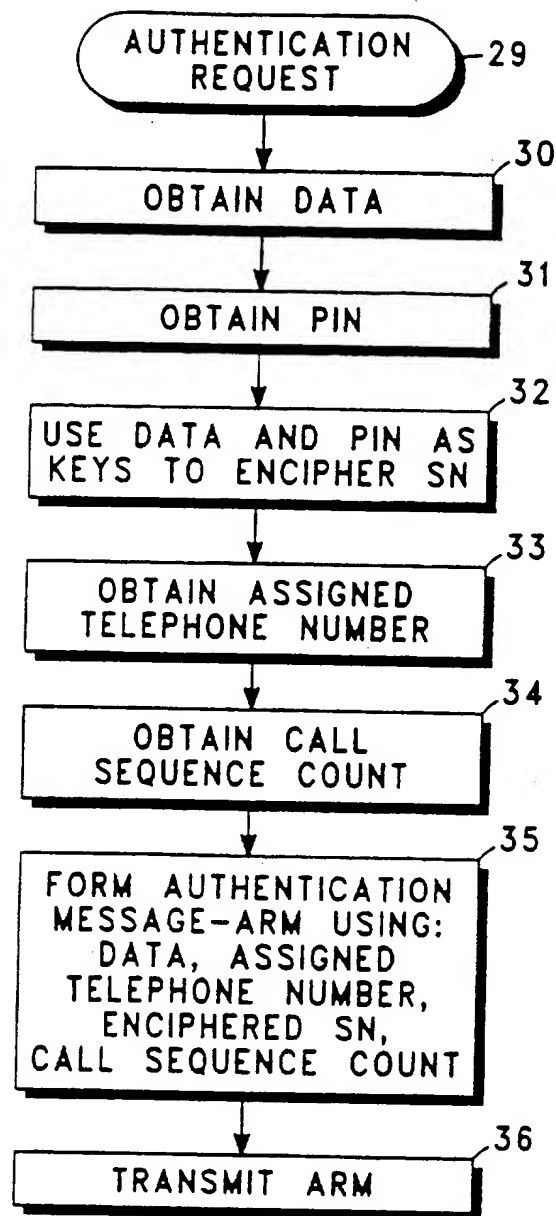 AUTHENTICATION
REQUEST
29
30
OBTAIN DATA
31
OBTAIN PIN
32
USE DATA AND PIN AS
KEYS TO ENCIPHER SN
33
OBTAIN ASSIGNED
TELEPHONE NUMBER
34
OBTAIN CALL
SEQUENCE COUNT
35
FORM AUTHENTICATION
MESSAGE-ARM USING:
DATA, ASSIGNED
TELEPHONE NUMBER,
ENCIPHERED SN,
CALL SEQUENCE COUNT
36
TRANSMIT ARM